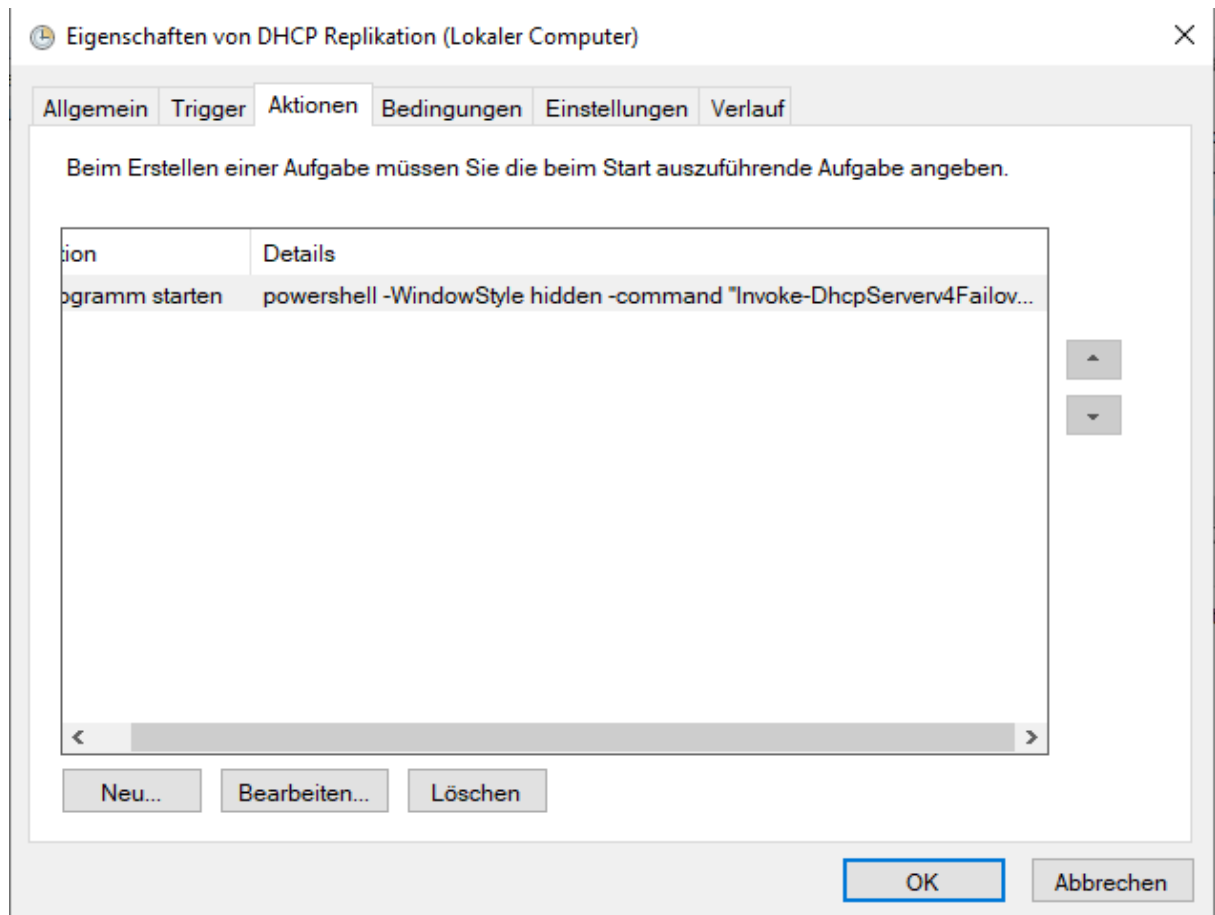 Eigenschaften von DHCP Replikation (Lokaler Computer)
Allgemein Trigger Aktionen Bedingungen Einstellungen Verlauf
Beim Erstellen einer Aufgabe müssen Sie die beim Start auszuführende Aufgabe angeben.
tion Details
ogramm starten powershell -WindowStyle hidden -command "Invoke-DhcpServerv4Failov...
Neu... Bearbeiten... Löschen
OK Abbrechen